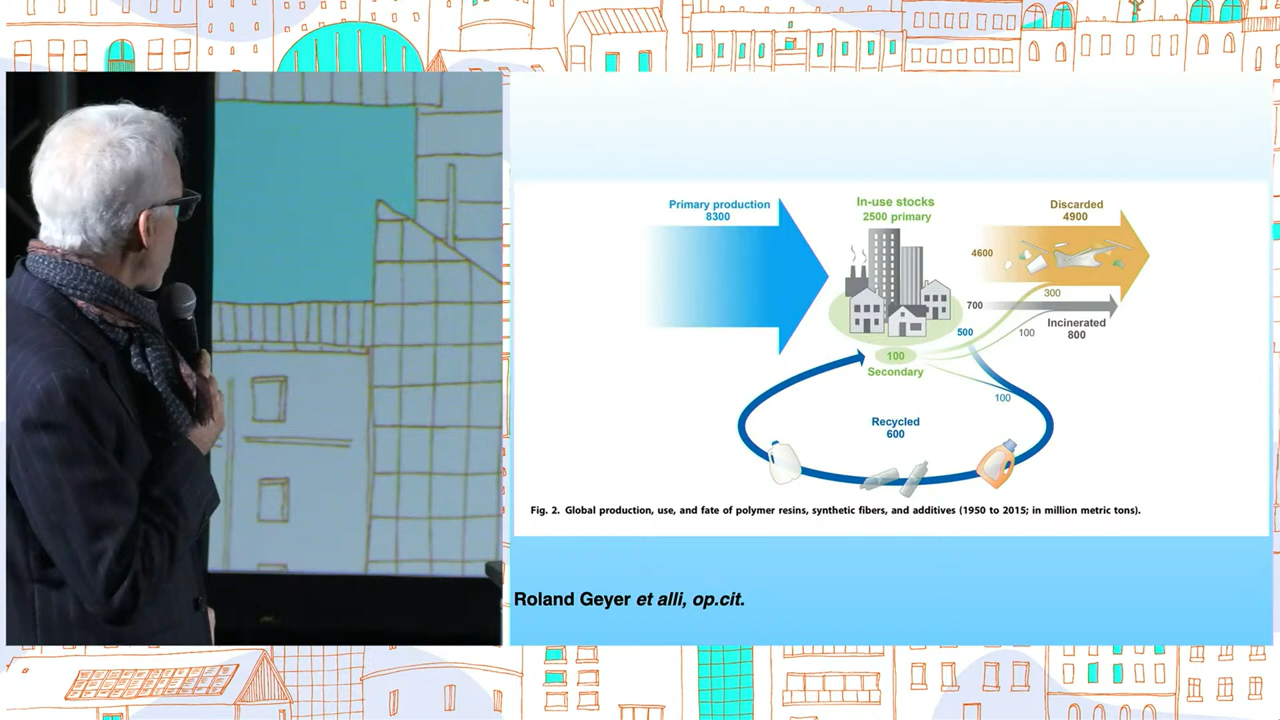 Primary production
8300
In-use stocks
2500 primary
Discarded
4900
4600
300
700
Incinerated
800
500
100
100
Secondary
100
Recycled
600
Fig. 2. Global production, use, and fate of polymer resins, synthetic fibers, and additives (1950 to 2015; in million metric tons).
Roland Geyer et alli, op.cit.